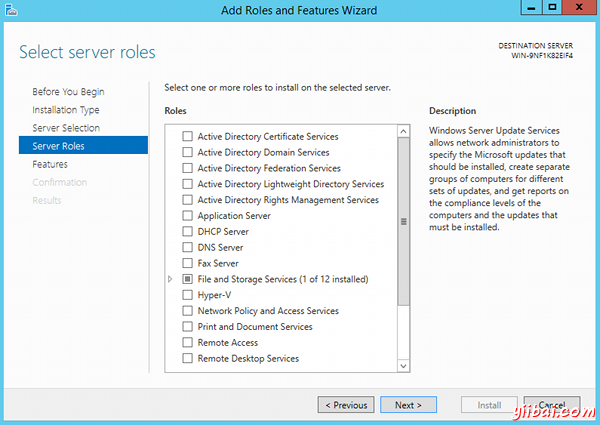 Add Roles and Features Wizard
Select server roles
DESTINATION SERVER
WIN-9NF1K82EIF4
Before You Begin
Installation Type
Server Selection
Server Roles
Features
Confirmation
Results
Select one or more roles to install on the selected server.
Roles
Active Directory Certificate Services
Active Directory Domain Services
Active Directory Federation Services
Active Directory Lightweight Directory Services
Active Directory Rights Management Services
Application Server
DHCP Server
DNS Server
Fax Server
File and Storage Services (1 of 12 installed)
Hyper-V
Network Policy and Access Services
Print and Document Services
Remote Access
Remote Desktop Services
Description
Windows Server Update Services
allows network administrators to
specify the Microsoft updates that
should be installed, create separate
groups of computers for different
sets of updates, and get reports on
the compliance levels of the
computers and the updates that
must be installed.
< Previous
Next >
Install
Cancel
yiibai.com